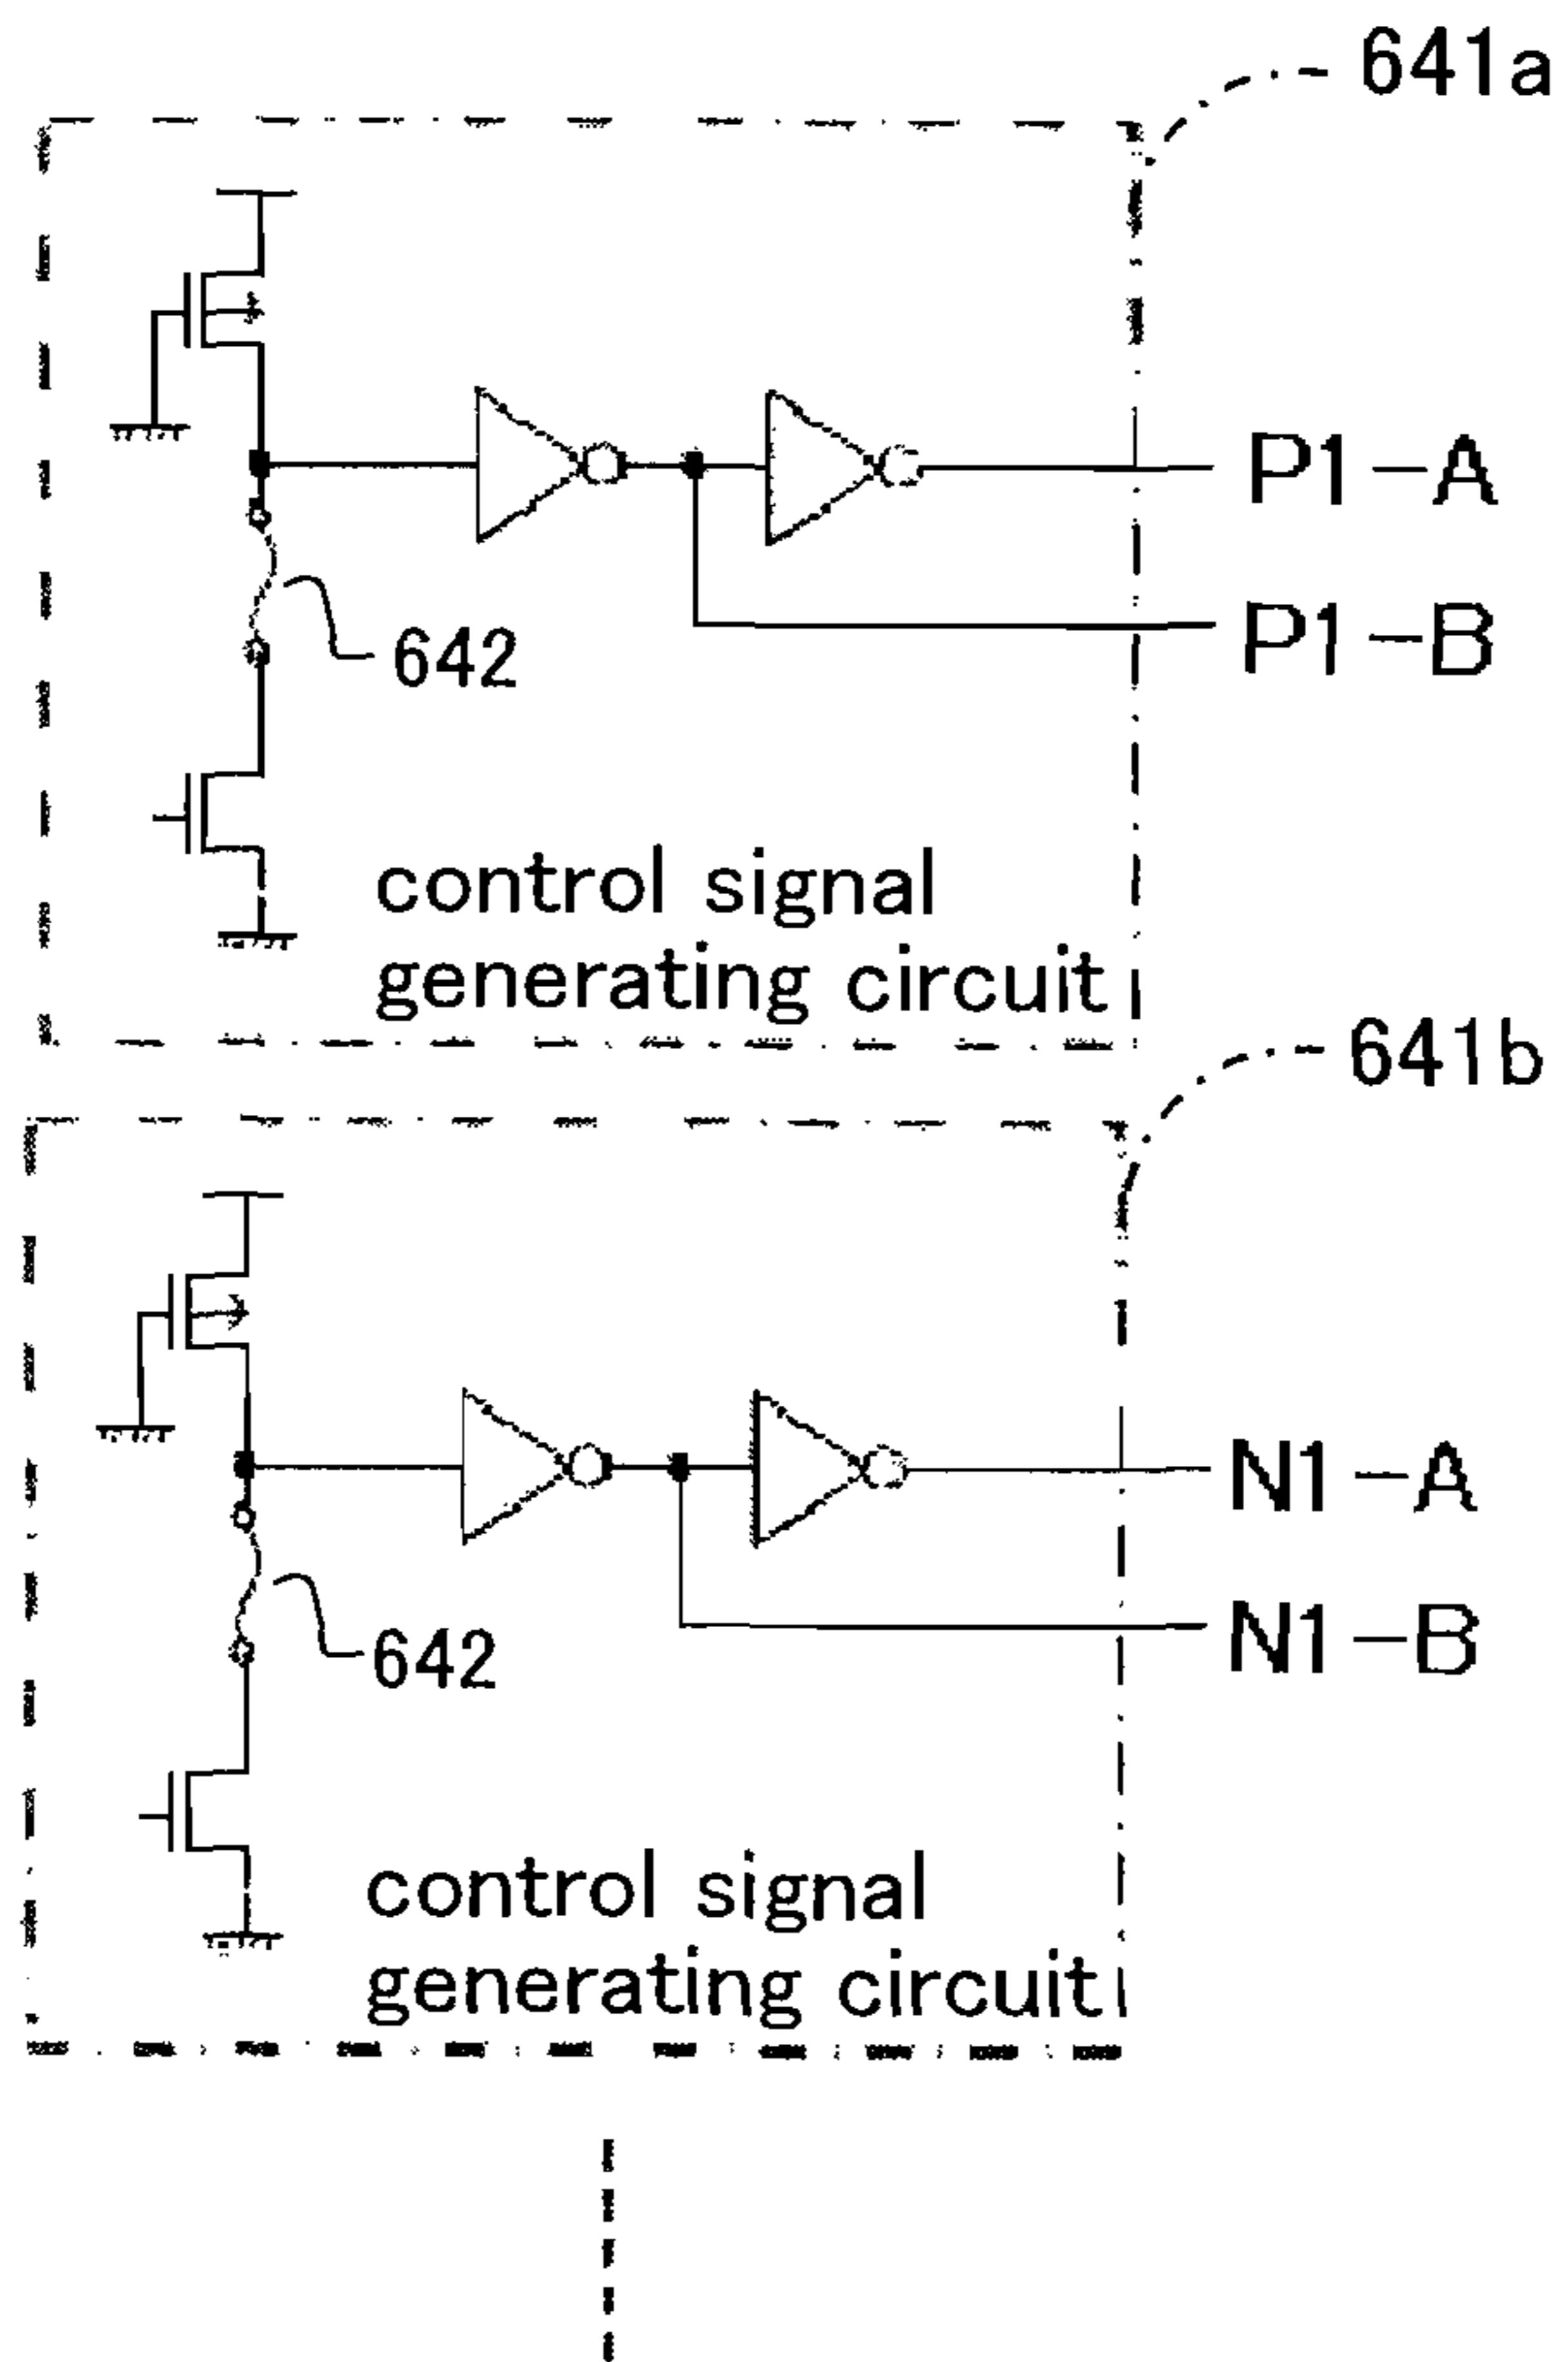 641a
P1-A
P1-B
642
control signal
generating circuit
641b
N1-A
N1-B
642
control signal
generating circuit